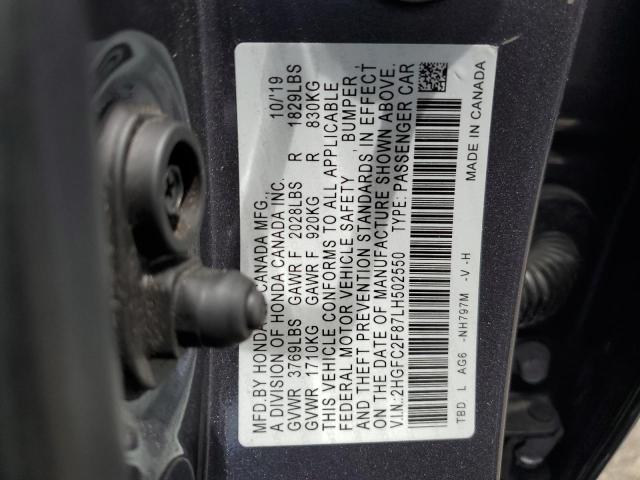 MFD.BY HONDA CANADA MFG., 10/19
A DIVISION OF HONDA CANADA INC.
GVWR 3769LBS GAWR F 2028LBS R 1829LBS
GVWR 1710KG GAWR F 920KG R 830KG
THIS VEHICLE CONFORMS TO ALL APPLICABLE
FEDERAL MOTOR VEHICLE SAFETY, BUMPER,
AND THEFT PREVENTION STANDARDS IN EFFECT
ON THE DATE OF MANUFACTURE SHOWN ABOVE.
V.I.N.:2HGFC2F87LH502550 TYPE: PASSENGER CAR
TBD L AG6 -NH797M -V-H
MADE IN CANADA